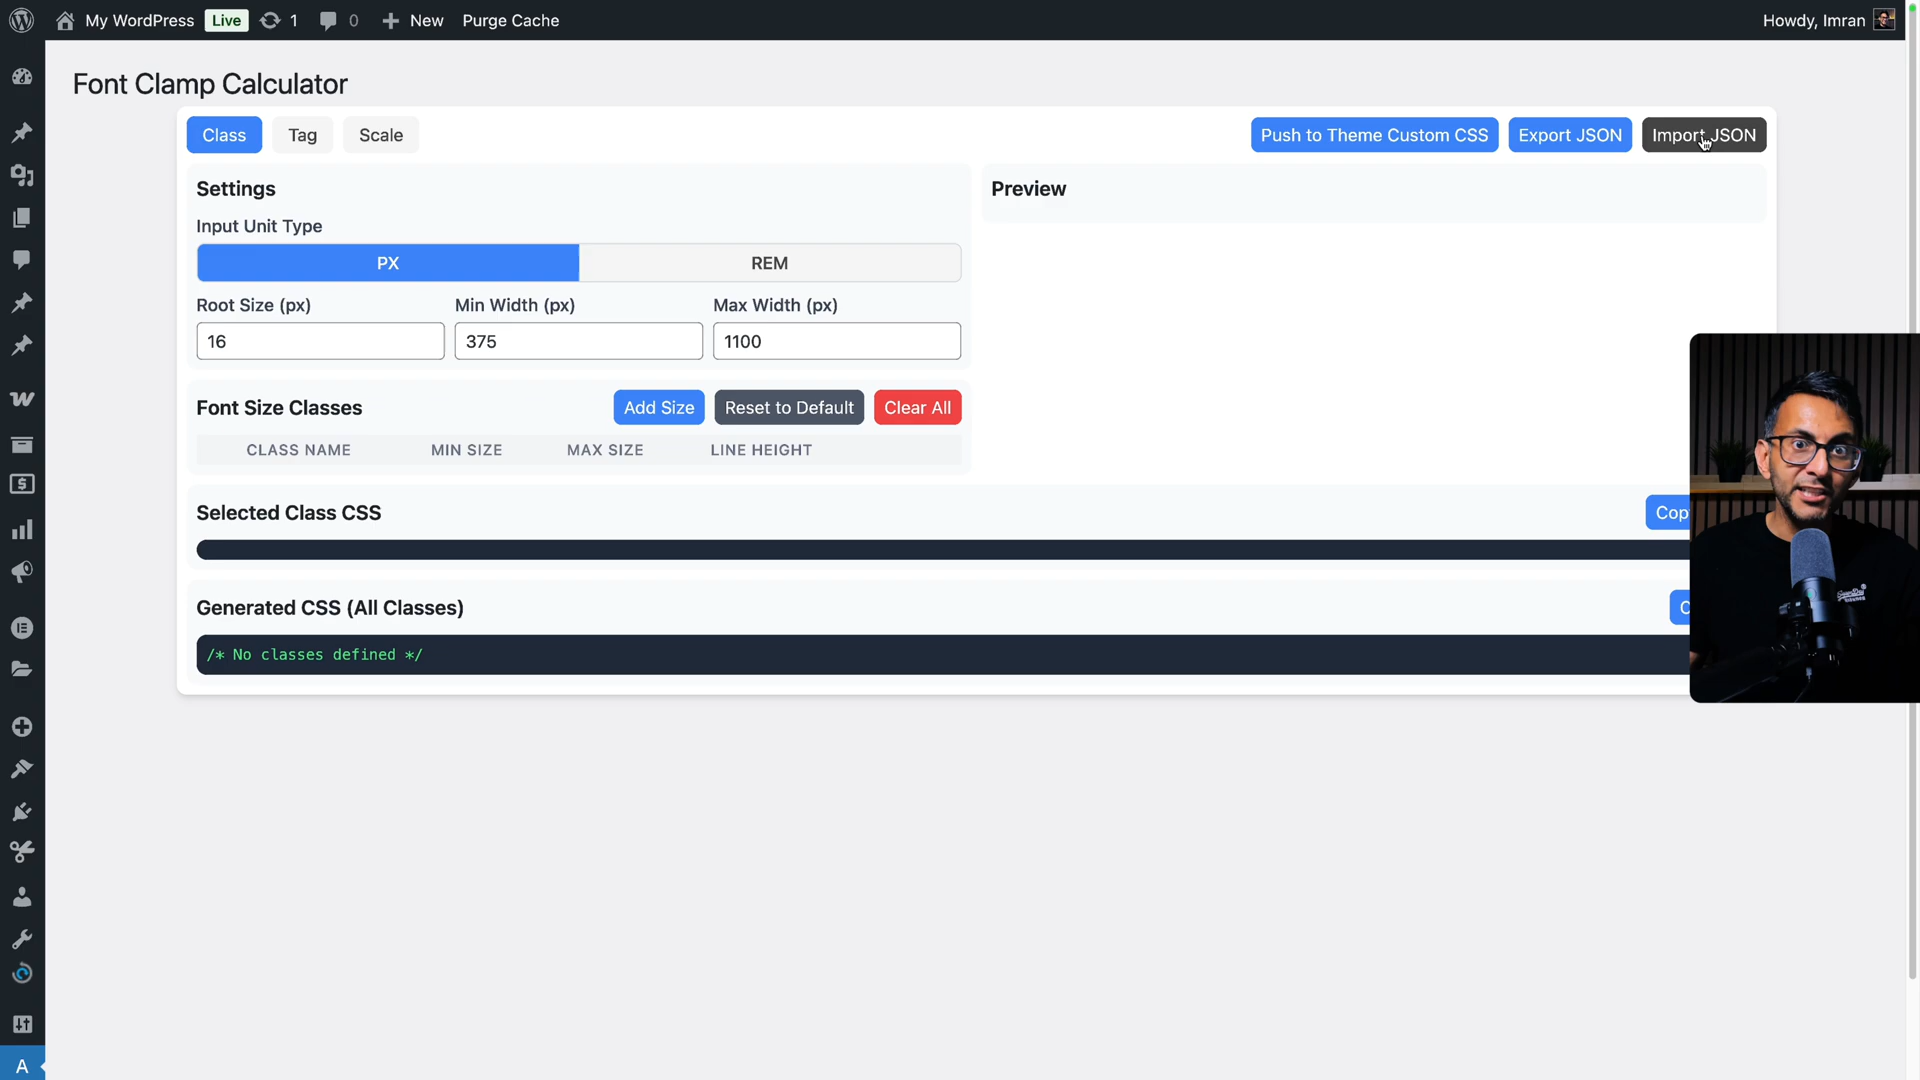 My WordPress Live 1 0 New Purge Cache Howdy, Imran
Font Clamp Calculator
Class Tag Scale Push to Theme Custom CSS Export JSON Import JSON
Settings
Preview
Input Unit Type
PX REM
Root Size (px) Min Width (px) Max Width (px)
16 375 1100
Font Size Classes Add Size Reset to Default Clear All
CLASS NAME MIN SIZE MAX SIZE LINE HEIGHT
Selected Class CSS
Generated CSS (All Classes)
/* No classes defined */
A